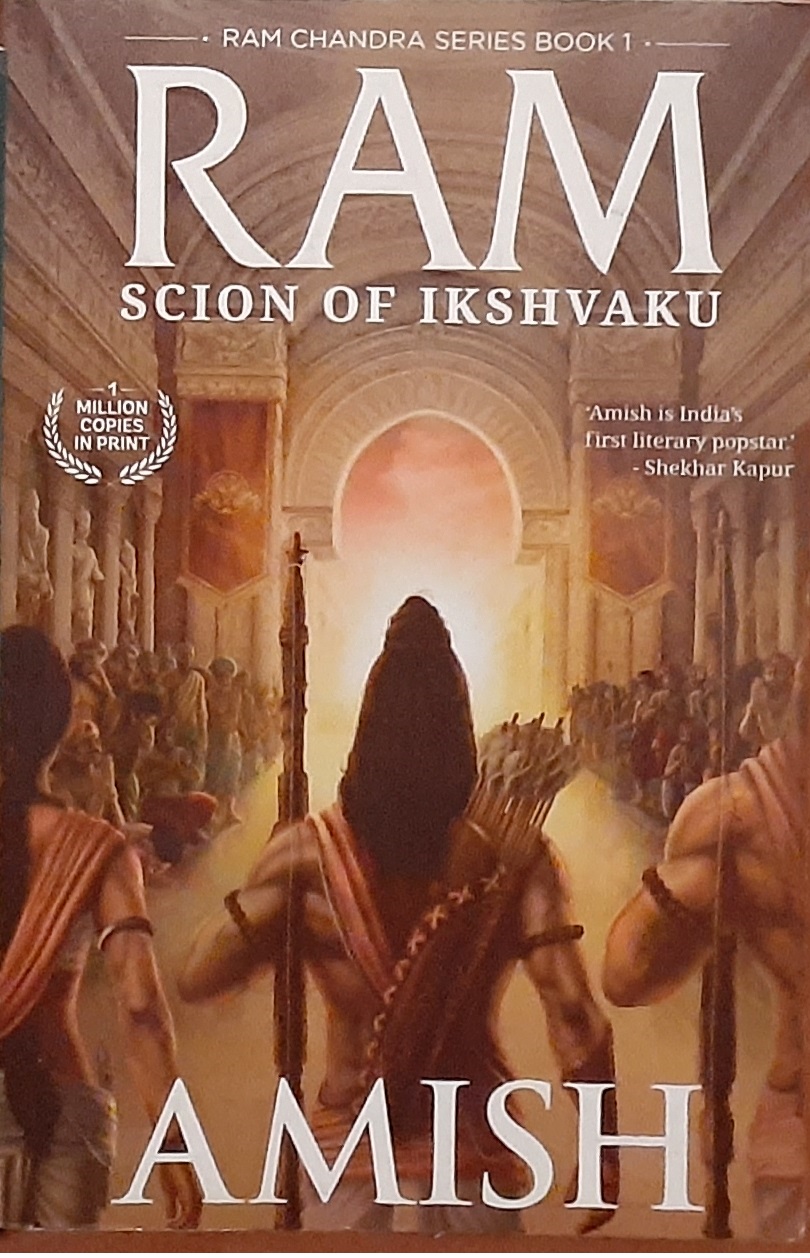 RAM CHANDRA SERIES BOOK 1
RAM
SCION OF IKSHVAKU
1
MILLION
COPIES
IN PRINT
'Amish is India's
first literary popstar.'
- Shekhar Kapur
AMISH